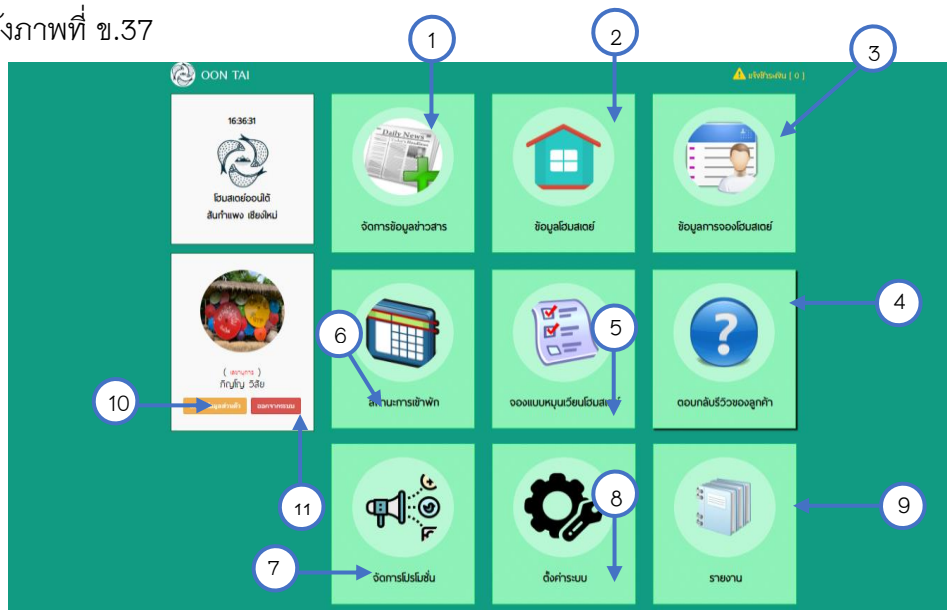 งภาพที่ ข.37
1
2
3
OON TAI
แจ้งชำระเงิน [ 0 ]
16:36:31
โฮมสเตย์ออนใต้
สันกำแพง เชียงใหม่
Daily News
จัดการข้อมูลข่าวสาร
ข้อมูลโฮมสเตย์
ข้อมูลการจองโฮมสเตย์
4
5
6
( เลขานุการ )
ภิญโญ วิสัย
10
ออกจากระบบ
สถานะการเข้าพัก
จองแบบหมุนเวียนโฮมสเตย์
ตอบกลับรีวิวของลูกค้า
11
8
9
7
จัดการโปรโมชั่น
ตั้งค่าระบบ
รายงาน